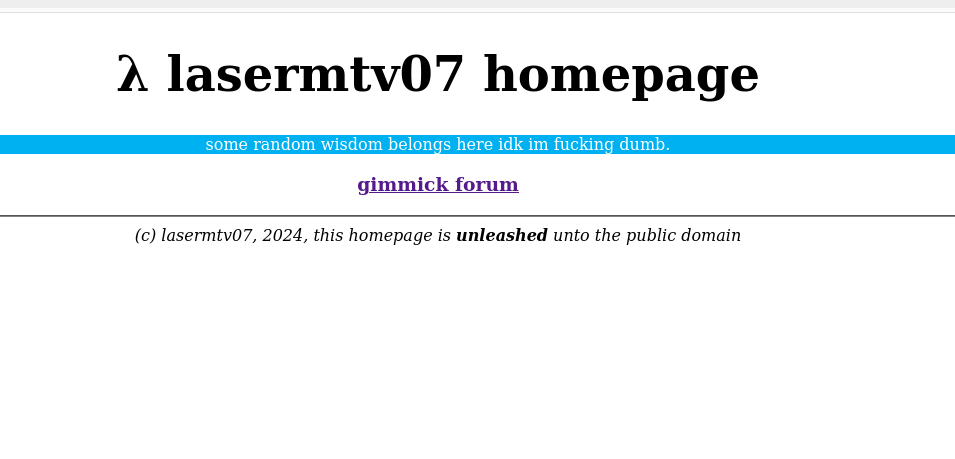 λ lasermtv07 homepage
some random wisdom belongs here idk im fucking dumb.
gimmick forum
(c) lasermtv07, 2024, this homepage is unleashed unto the public domain